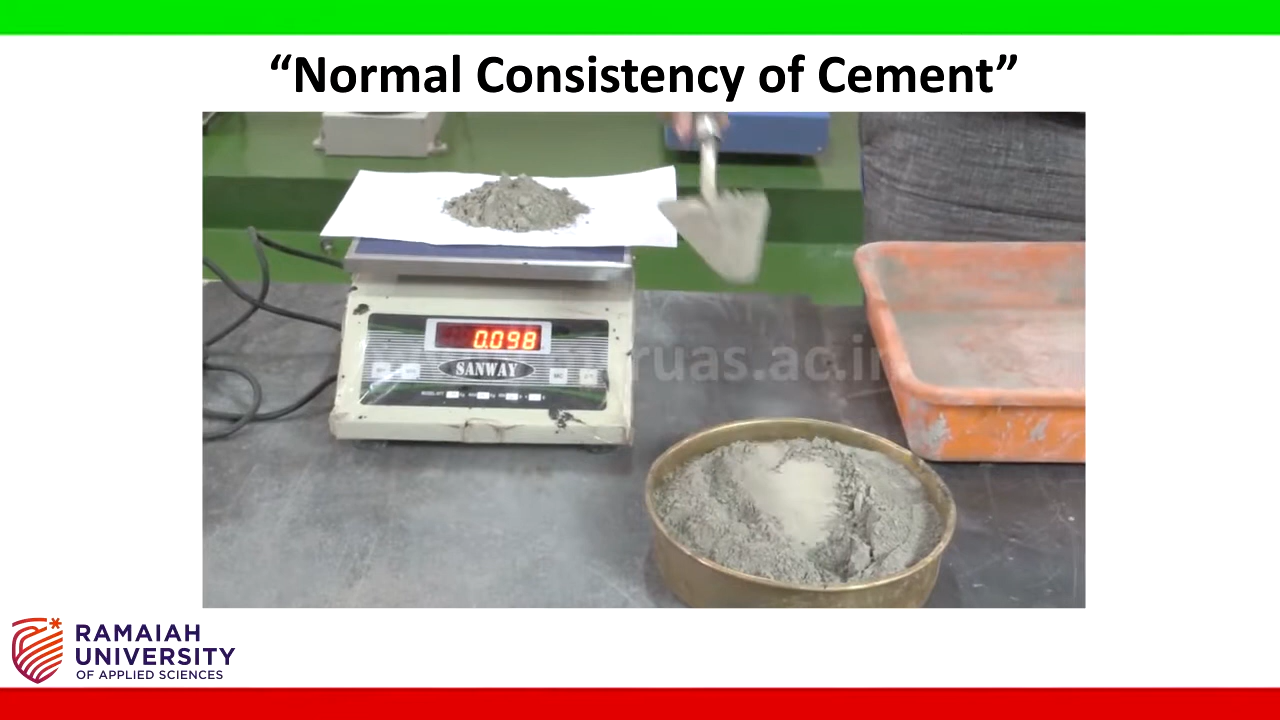 “Normal Consistency of Cement”
0.098
SANWAY
ruas.ac.in
RAMAIAH
UNIVERSITY
OF APPLIED SCIENCES